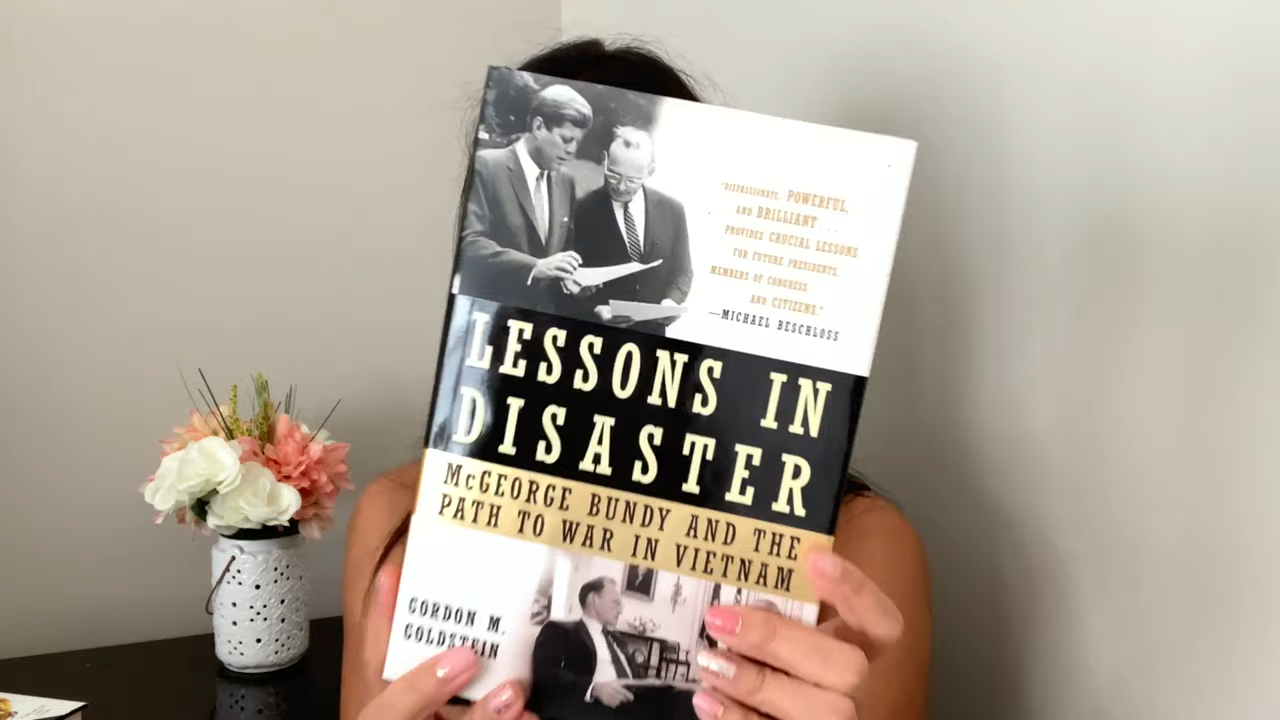 "DISPASSIONATE, POWERFUL,
AND BRILLIANT ...
PROVIDES CRUCIAL LESSONS
FOR FUTURE PRESIDENTS,
MEMBERS OF CONGRESS,
AND CITIZENS."
—MICHAEL BESCHLOSS
LESSONS IN
DISASTER
McGEORGE BUNDY AND THE
PATH TO WAR IN VIETNAM
GORDON M.
GOLDSTEIN